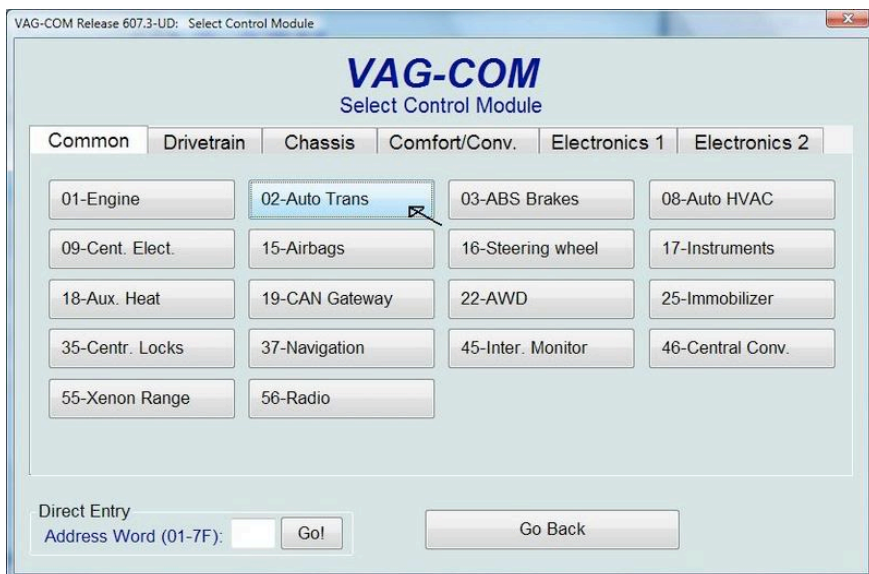 VAG-COM Release 607.3-UD: Select Control Module
VAG-COM
Select Control Module
Common Drivetrain Chassis Comfort/Conv. Electronics 1 Electronics 2
01-Engine 02-Auto Trans 03-ABS Brakes 08-Auto HVAC
09-Cent. Elect. 15-Airbags 16-Steering wheel 17-Instruments
18-Aux. Heat 19-CAN Gateway 22-AWD 25-Immobilizer
35-Centr. Locks 37-Navigation 45-Inter. Monitor 46-Central Conv.
55-Xenon Range 56-Radio
Direct Entry
Address Word (01-7F): Go! Go Back